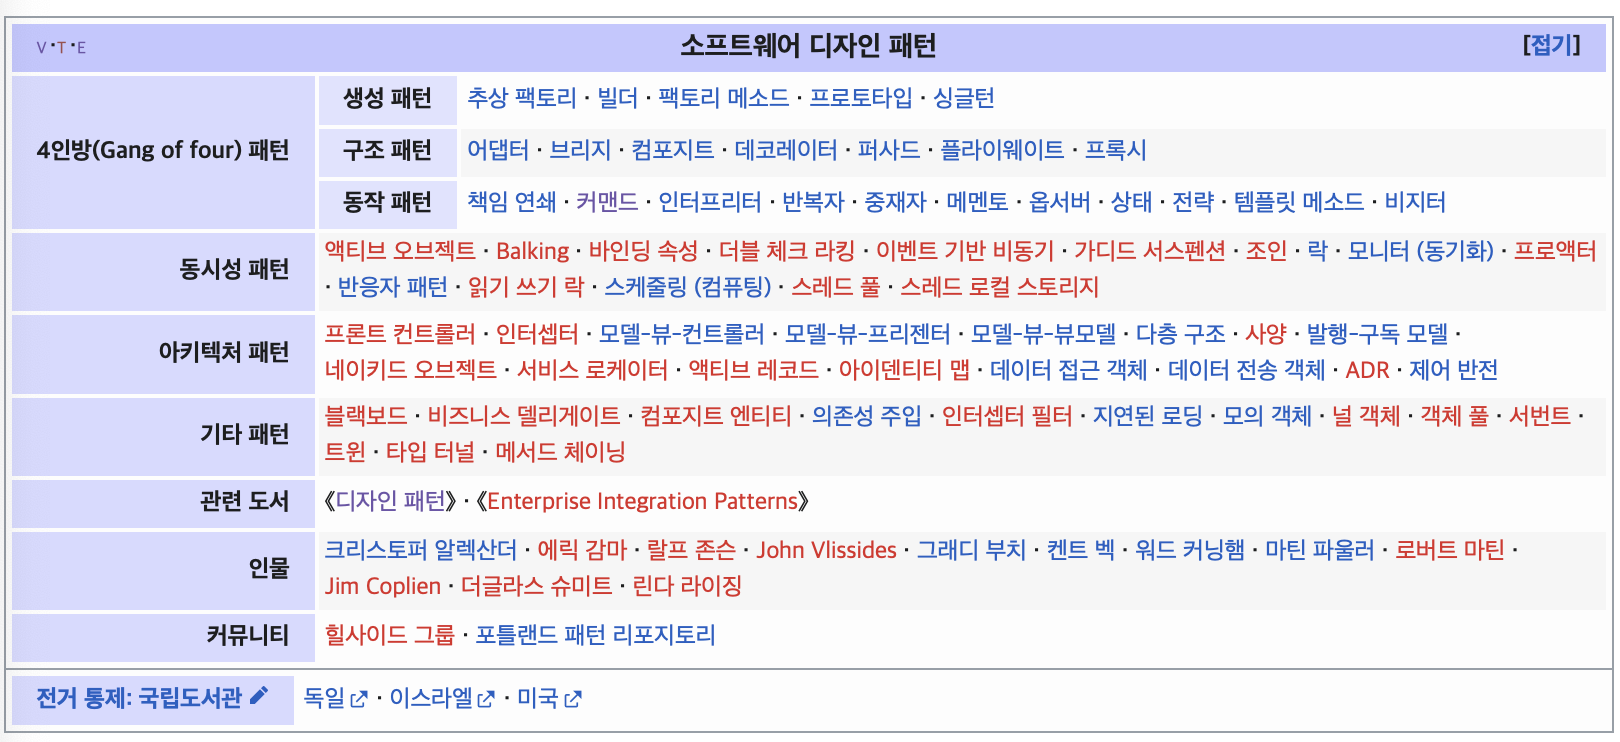 V · T · E 소프트웨어 디자인 패턴 [접기]
4인방(Gang of four) 패턴
생성 패턴 추상 팩토리 · 빌더 · 팩토리 메소드 · 프로토타입 · 싱글턴
구조 패턴 어댑터 · 브리지 · 컴포지트 · 데코레이터 · 퍼사드 · 플라이웨이트 · 프록시
동작 패턴 책임 연쇄 · 커맨드 · 인터프리터 · 반복자 · 중재자 · 메멘토 · 옵서버 · 상태 · 전략 · 템플릿 메소드 · 비지터
동시성 패턴
액티브 오브젝트 · Balking · 바인딩 속성 · 더블 체크 라킹 · 이벤트 기반 비동기 · 가디드 서스펜션 · 조인 · 락 · 모니터 (동기화) · 프로액터
· 반응자 패턴 · 읽기 쓰기 락 · 스케줄링 (컴퓨팅) · 스레드 풀 · 스레드 로컬 스토리지
아키텍처 패턴
프론트 컨트롤러 · 인터셉터 · 모델-뷰-컨트롤러 · 모델-뷰-프리젠터 · 모델-뷰-뷰모델 · 다층 구조 · 사양 · 발행-구독 모델 ·
네이키드 오브젝트 · 서비스 로케이터 · 액티브 레코드 · 아이덴티티 맵 · 데이터 접근 객체 · 데이터 전송 객체 · ADR · 제어 반전
기타 패턴
블랙보드 · 비즈니스 델리게이트 · 컴포지트 엔티티 · 의존성 주입 · 인터셉터 필터 · 지연된 로딩 · 모의 객체 · 널 객체 · 객체 풀 · 서번트 ·
트윈 · 타입 터널 · 메서드 체이닝
관련 도서 《디자인 패턴》 · 《Enterprise Integration Patterns》
인물
크리스토퍼 알렉산더 · 에릭 감마 · 랄프 존슨 · John Vlissides · 그래디 부치 · 켄트 벡 · 워드 커닝햄 · 마틴 파울러 · 로버트 마틴 ·
Jim Coplien · 더글라스 슈미트 · 린다 라이징
커뮤니티 힐사이드 그룹 · 포틀랜드 패턴 리포지토리
전거 통제: 국립도서관 독일 · 이스라엘 · 미국